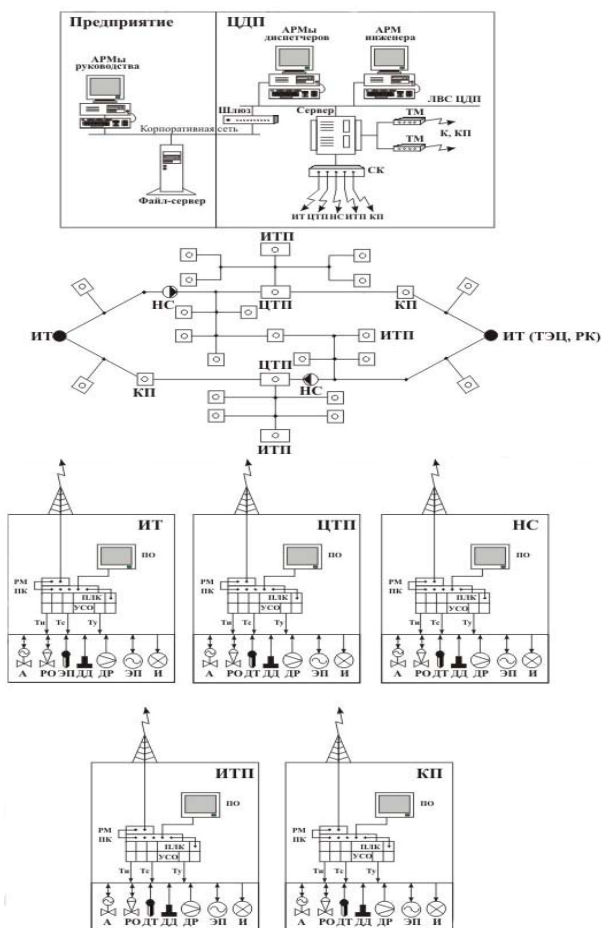 Предприятие
ЦДП
АРМы
руководства
АРМы
диспетчеров
АРМ
инженера
ЛВС ЦДП
Шлюз
Сервер
ТМ
К, КП
ТМ
Корпоративная сеть
СК
Файл-сервер
ИТ ЦТП НС ИТП КП
ИТП
НС
ЦТП
КП
ИТ
ИТП
ИТ (ТЭЦ, РК)
ЦТП
КП
НС
ИТП
ИТ
ПО
РМ
ПК
ПЛК
УСО
Ти Тс Ту
А РО ЭП ДД ДР ЭП И
ЦТП
ПО
РМ
ПК
ПЛК
УСО
Ти Тс Ту
А РО ДТ ДД ДР ЭП И
НС
ПО
РМ
ПК
ПЛК
УСО
Ти Тс Ту
А РО ДТ ДД ДР ЭП И
ИТП
ПО
РМ
ПК
ПЛК
УСО
Ти Тс Ту
А РО ДТ ДД ДР ЭП И
КП
ПО
РМ
ПК
ПЛК
УСО
Ти Тс Ту
А РО ДТ ДД ДР ЭП И